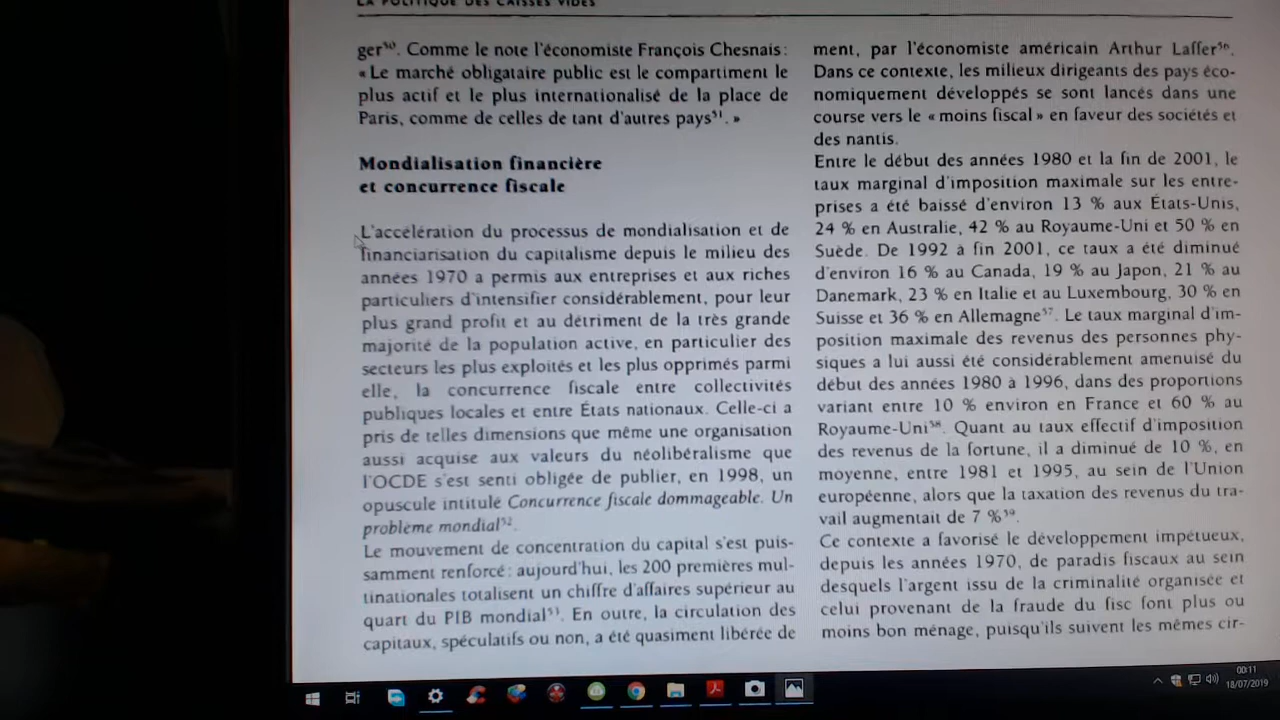 LA POLITIQUE DES CAISSES VIDES
ger⁵⁰. Comme le note l'économiste François Chesnais :
« Le marché obligataire public est le compartiment le
plus actif et le plus internationalisé de la place de
Paris, comme de celles de tant d'autres pays⁵¹. »
Mondialisation financière
et concurrence fiscale
L'accélération du processus de mondialisation et de
financiarisation du capitalisme depuis le milieu des
années 1970 a permis aux entreprises et aux riches
particuliers d'intensifier considérablement, pour leur
plus grand profit et au détriment de la très grande
majorité de la population active, en particulier des
secteurs les plus exploités et les plus opprimés parmi
elle, la concurrence fiscale entre collectivités
publiques locales et entre États nationaux. Celle-ci a
pris de telles dimensions que même une organisation
aussi acquise aux valeurs du néolibéralisme que
l'OCDE s'est senti obligée de publier, en 1998, un
opuscule intitulé Concurrence fiscale dommageable. Un
problème mondial⁵².
Le mouvement de concentration du capital s'est puis-
samment renforcé : aujourd'hui, les 200 premières mul-
tinationales totalisent un chiffre d'affaires supérieur au
quart du PIB mondial⁵³. En outre, la circulation des
capitaux, spéculatifs ou non, a été quasiment libérée de
ment, par l'économiste américain Arthur Laffer⁵⁶.
Dans ce contexte, les milieux dirigeants des pays éco-
nomiquement développés se sont lancés dans une
course vers le « moins fiscal » en faveur des sociétés et
des nantis.
Entre le début des années 1980 et la fin de 2001, le
taux marginal d'imposition maximale sur les entre-
prises a été baissé d'environ 13 % aux États-Unis,
24 % en Australie, 42 % au Royaume-Uni et 50 % en
Suède. De 1992 à fin 2001, ce taux a été diminué
d'environ 16 % au Canada, 19 % au Japon, 21 % au
Danemark, 23 % en Italie et au Luxembourg, 30 % en
Suisse et 36 % en Allemagne⁵⁷. Le taux marginal d'im-
position maximale des revenus des personnes phy-
siques a lui aussi été considérablement amenuisé du
début des années 1980 à 1996, dans des proportions
variant entre 10 % environ en France et 60 % au
Royaume-Uni⁵⁸. Quant au taux effectif d'imposition
des revenus de la fortune, il a diminué de 10 %, en
moyenne, entre 1981 et 1995, au sein de l'Union
européenne, alors que la taxation des revenus du tra-
vail augmentait de 7 %⁵⁹.
Ce contexte a favorisé le développement impétueux,
depuis les années 1970, de paradis fiscaux au sein
desquels l'argent issu de la criminalité organisée et
celui provenant de la fraude du fisc font plus ou
moins bon ménage, puisqu'ils suivent les mêmes cir-
00:11
18/07/2019